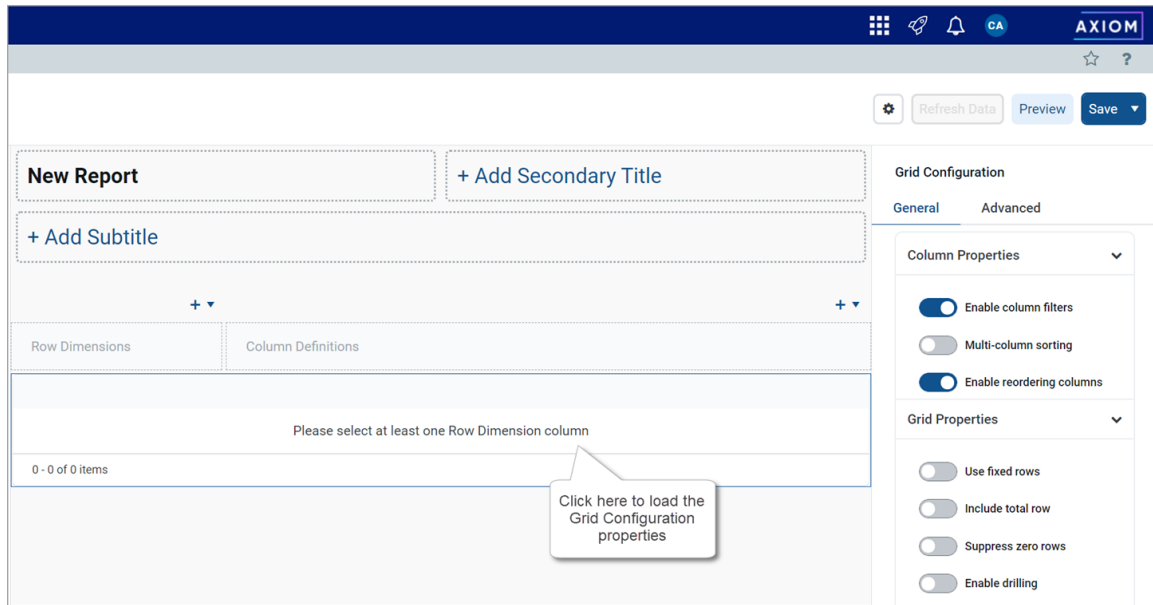 CA
AXIOM
?
Refresh Data
Preview
Save
New Report
+ Add Secondary Title
+ Add Subtitle
Grid Configuration
General
Advanced
Column Properties
Enable column filters
Multi-column sorting
Enable reordering columns
Grid Properties
Use fixed rows
Include total row
Suppress zero rows
Enable drilling
+
+
Row Dimensions
Column Definitions
Please select at least one Row Dimension column
0 - 0 of 0 items
Click here to load the
Grid Configuration
properties